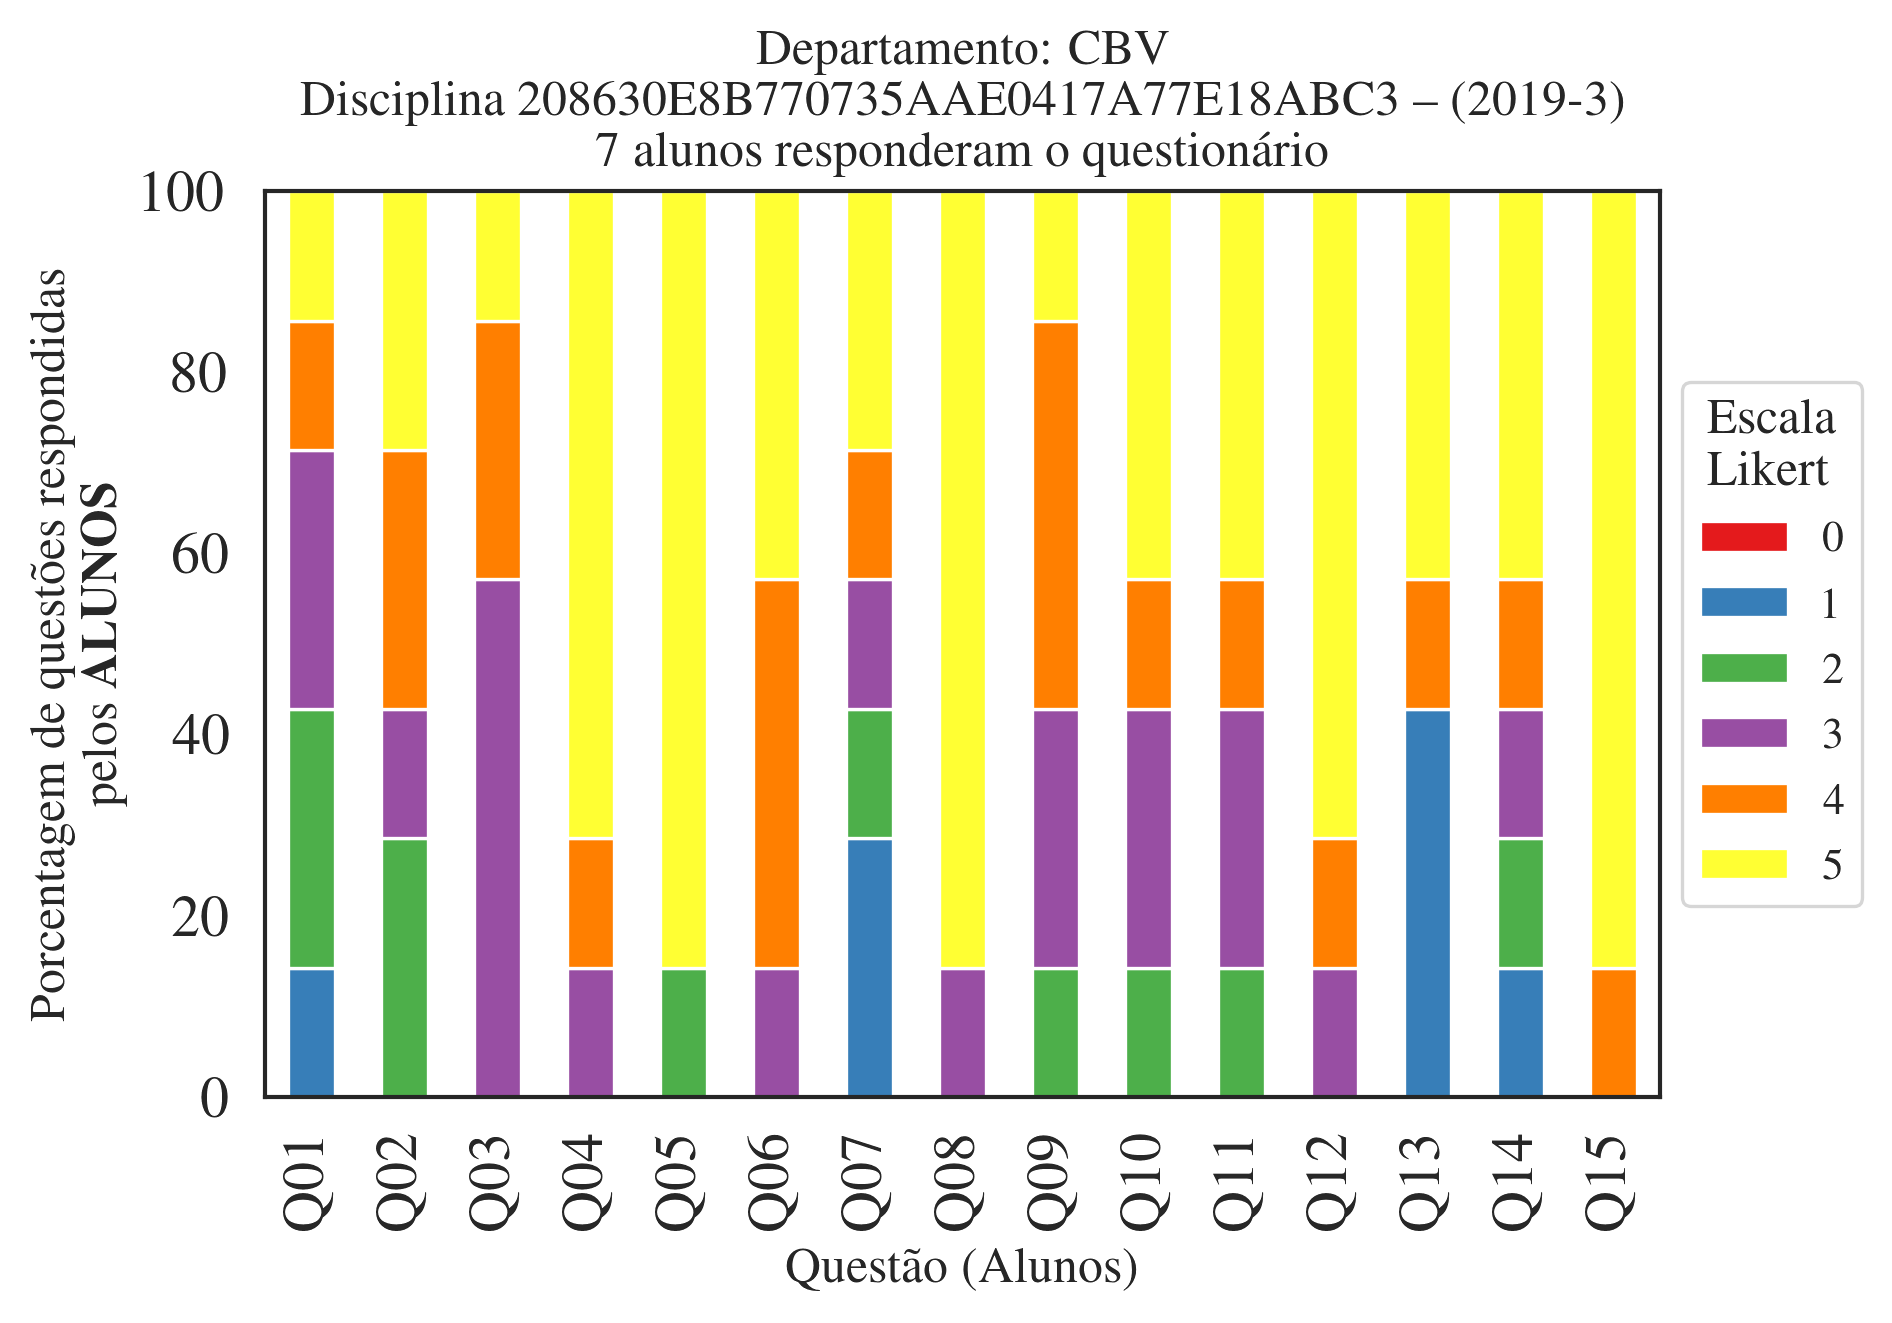 Departamento: CBV
Disciplina 208630E8B770735AAE0417A77E18ABC3 – (2019-3)
7 alunos responderam o questionário
Porcentagem de questões respondidas
pelos ALUNOS
100
80
60
40
20
0
Q01
Q02
Q03
Q04
Q05
Q06
Q07
Q08
Q09
Q10
Q11
Q12
Q13
Q14
Q15
Questão (Alunos)
Escala
Likert
0
1
2
3
4
5